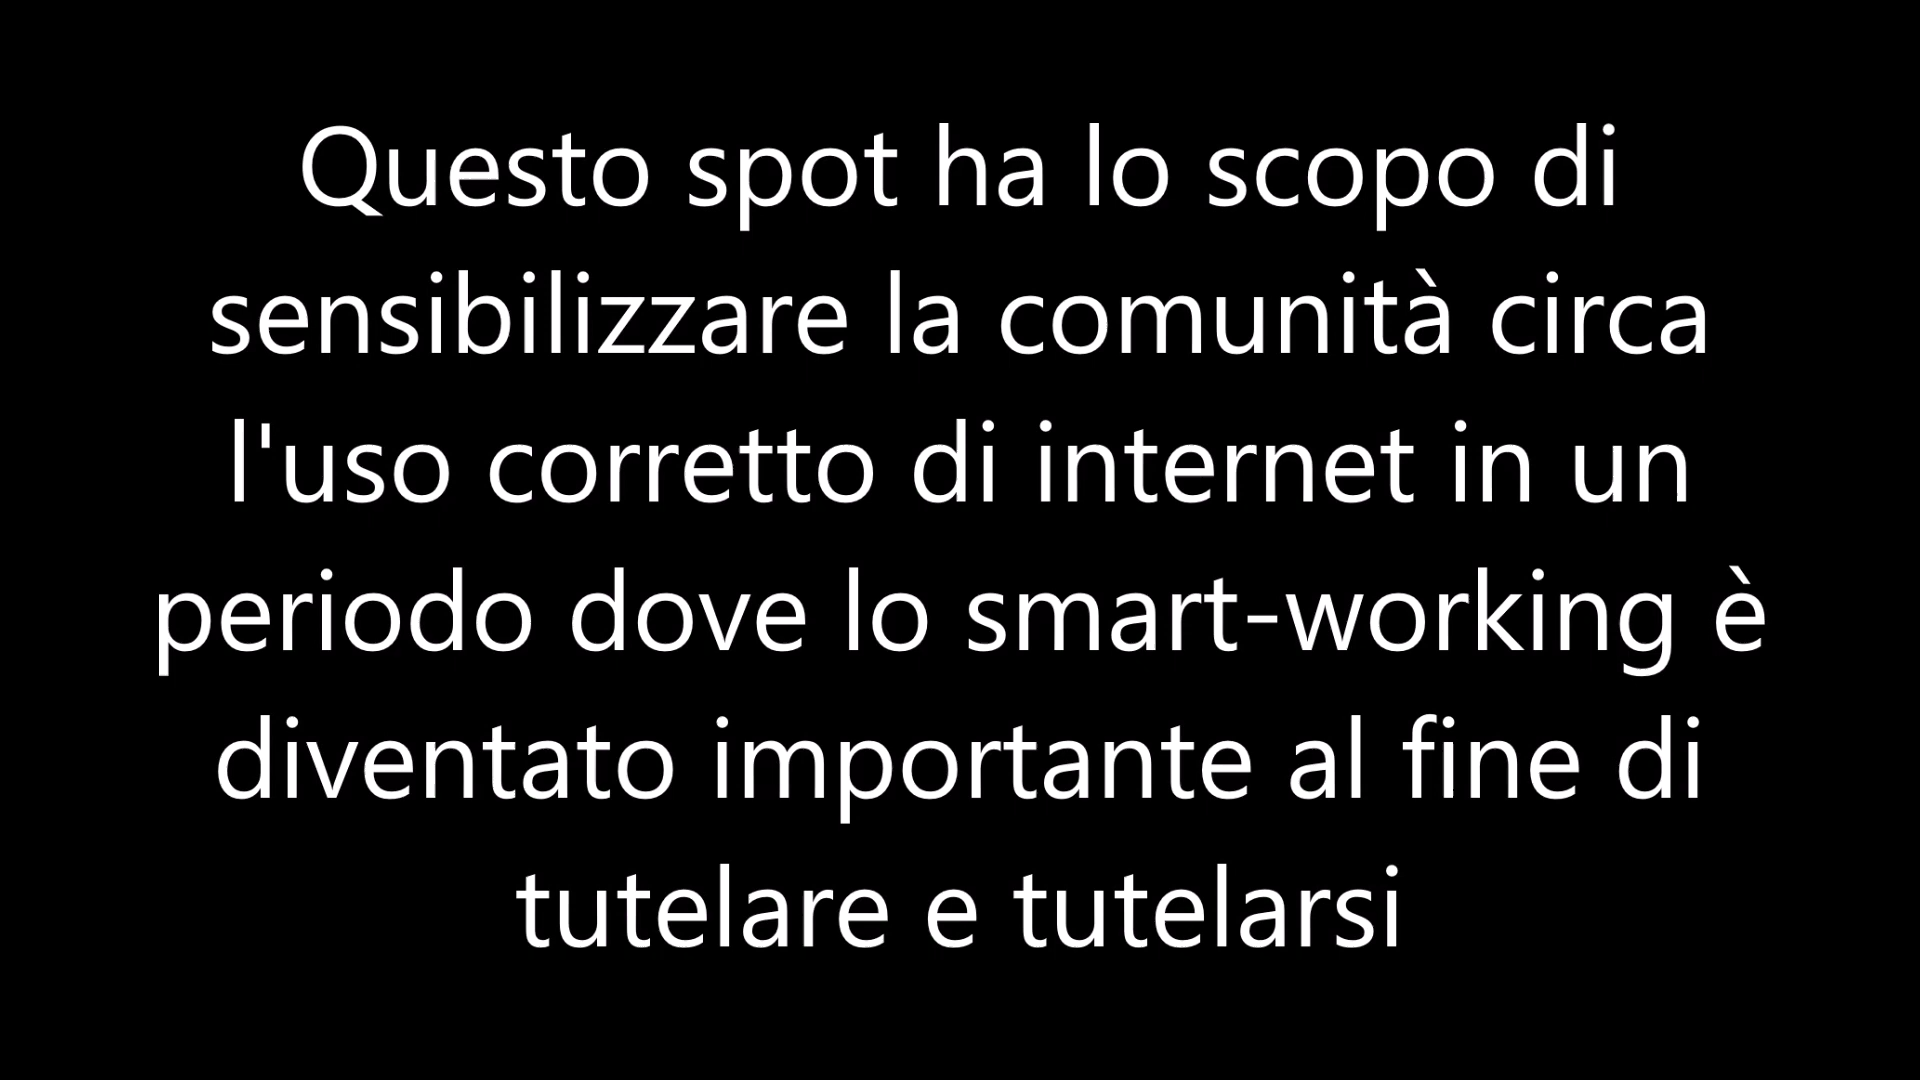 Questo spot ha lo scopo di
sensibilizzare la comunità circa
l'uso corretto di internet in un
periodo dove lo smart-working è
diventato importante al fine di
tutelare e tutelarsi